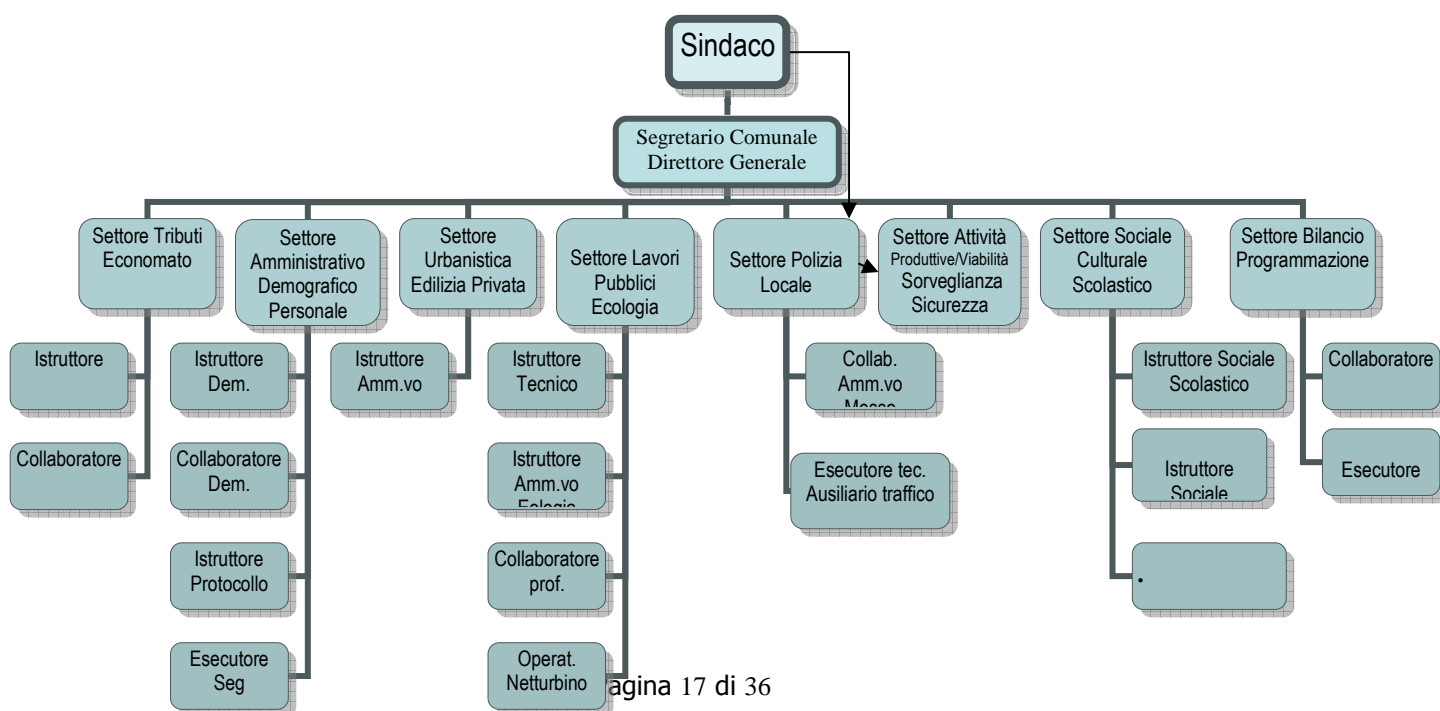 Sindaco
Segretario Comunale
Direttore Generale
Settore Tributi
Economato
Settore
Amministrativo
Demografico
Personale
Settore
Urbanistica
Edilizia Privata
Settore Lavori
Pubblici
Ecologia
Settore Polizia
Locale
Settore Attività
Produttive/Viabilità
Sorveglianza
Sicurezza
Settore Sociale
Culturale
Scolastico
Settore Bilancio
Programmazione
Istruttore
Collaboratore
Istruttore
Dem.
Collaboratore
Dem.
Istruttore
Protocollo
Esecutore
Seg
Istruttore
Amm.vo
Istruttore
Tecnico
Istruttore
Amm.vo
Collaboratore
prof.
Operat.
Netturbino
Collab.
Amm.vo
Messo
Esecutore tec.
Ausiliario traffico
Istruttore Sociale
Scolastico
Istruttore
Sociale
•
Collaboratore
Esecutore
agina 17 di 36